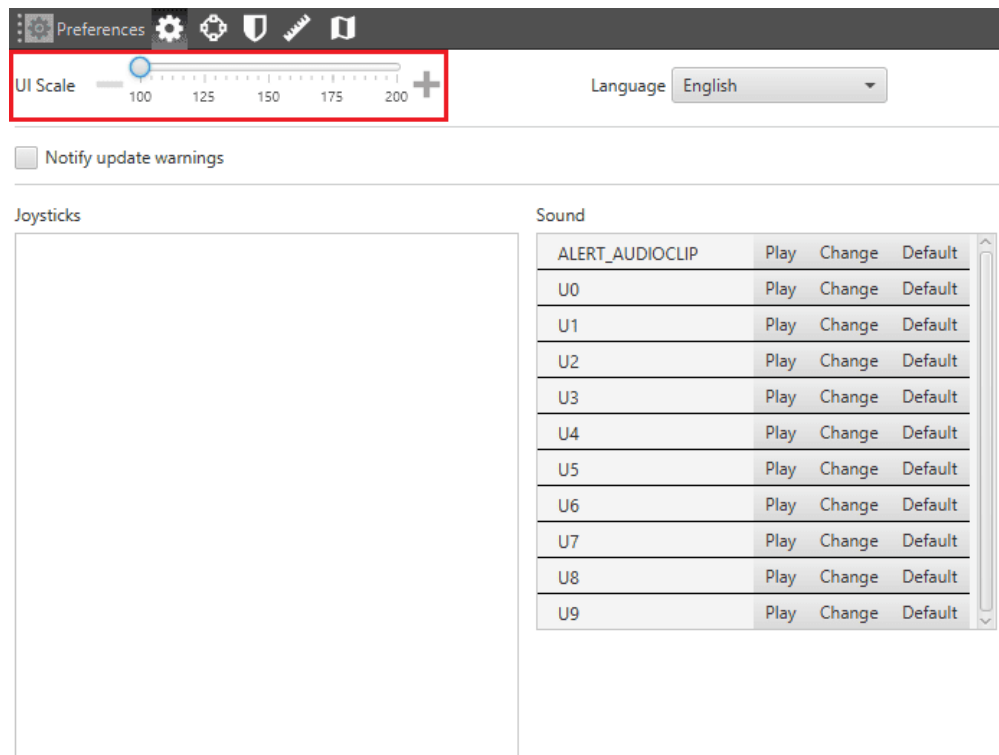 Preferences
UI Scale
100 125 150 175 200
Language English
Notify update warnings
Joysticks
Sound
ALERT_AUDIOCLIP Play Change Default
U0 Play Change Default
U1 Play Change Default
U2 Play Change Default
U3 Play Change Default
U4 Play Change Default
U5 Play Change Default
U6 Play Change Default
U7 Play Change Default
U8 Play Change Default
U9 Play Change Default